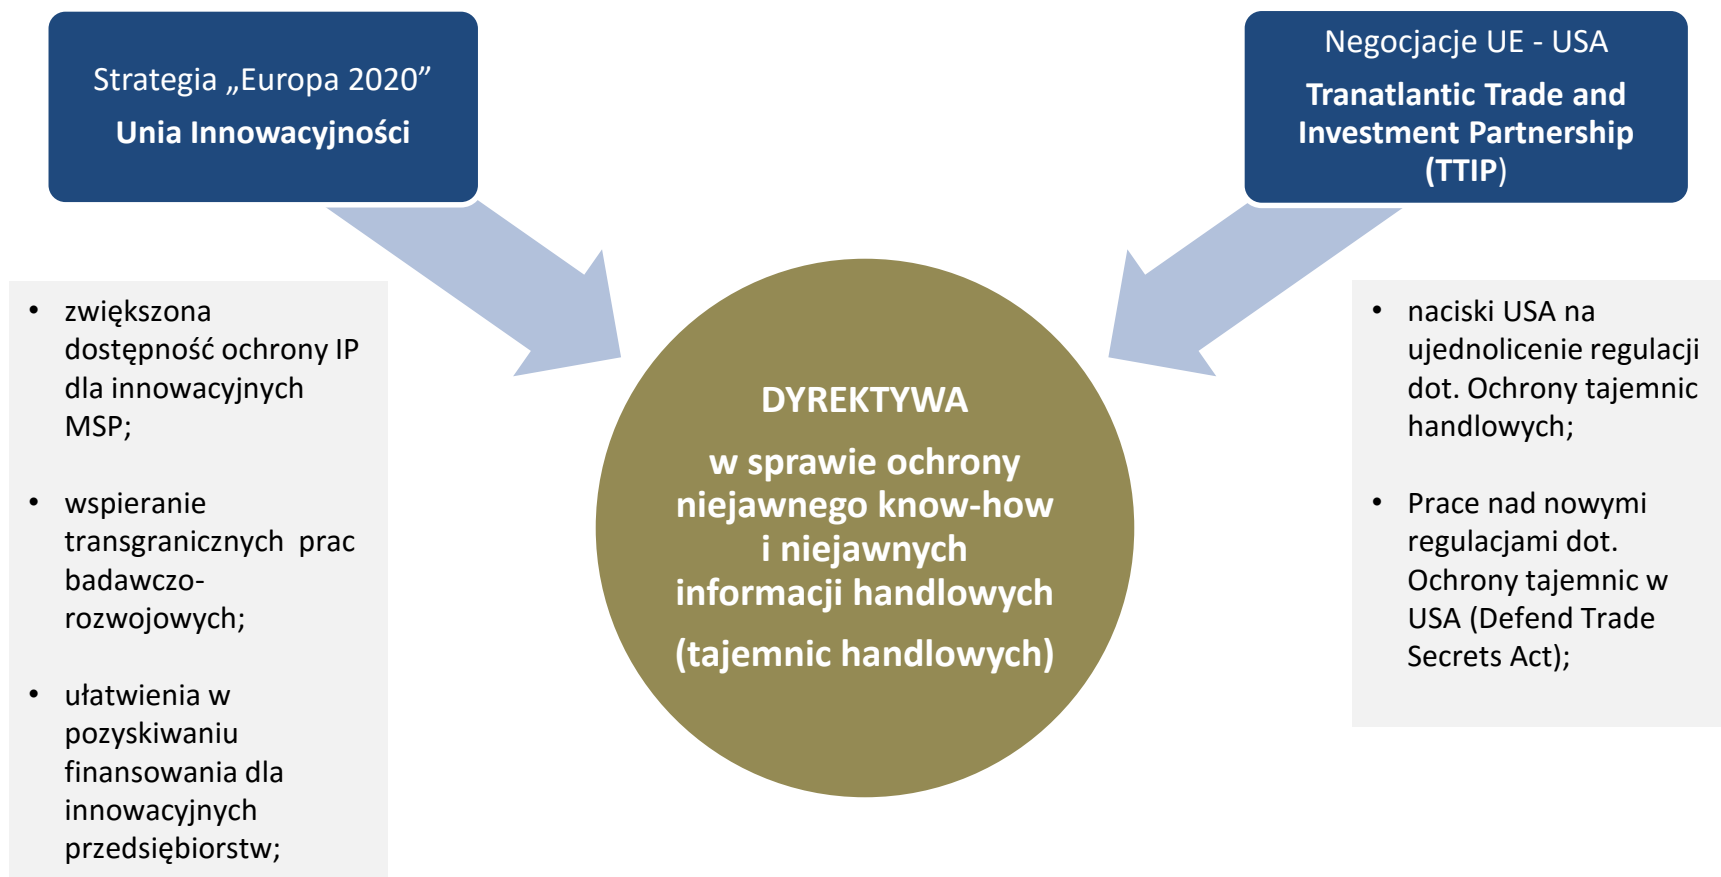 Strategia „Europa 2020”
Unia Innowacyjności
Negocjacje UE - USA
Tranatlantic Trade and
Investment Partnership
(TTIP)
• zwiększona
dostępność ochrony IP
dla innowacyjnych
MSP;
• wspieranie
transgranicznych prac
badawczo-
rozwojowych;
• ułatwienia w
pozyskiwaniu
finansowania dla
innowacyjnych
przedsiębiorstw;
DYREKTYWA
w sprawie ochrony
niejawnego know-how
i niejawnych
informacji handlowych
(tajemnic handlowych)
• naciski USA na
ujednolicenie regulacji
dot. Ochrony tajemnic
handlowych;
• Prace nad nowymi
regulacjami dot.
Ochrony tajemnic w
USA (Defend Trade
Secrets Act);